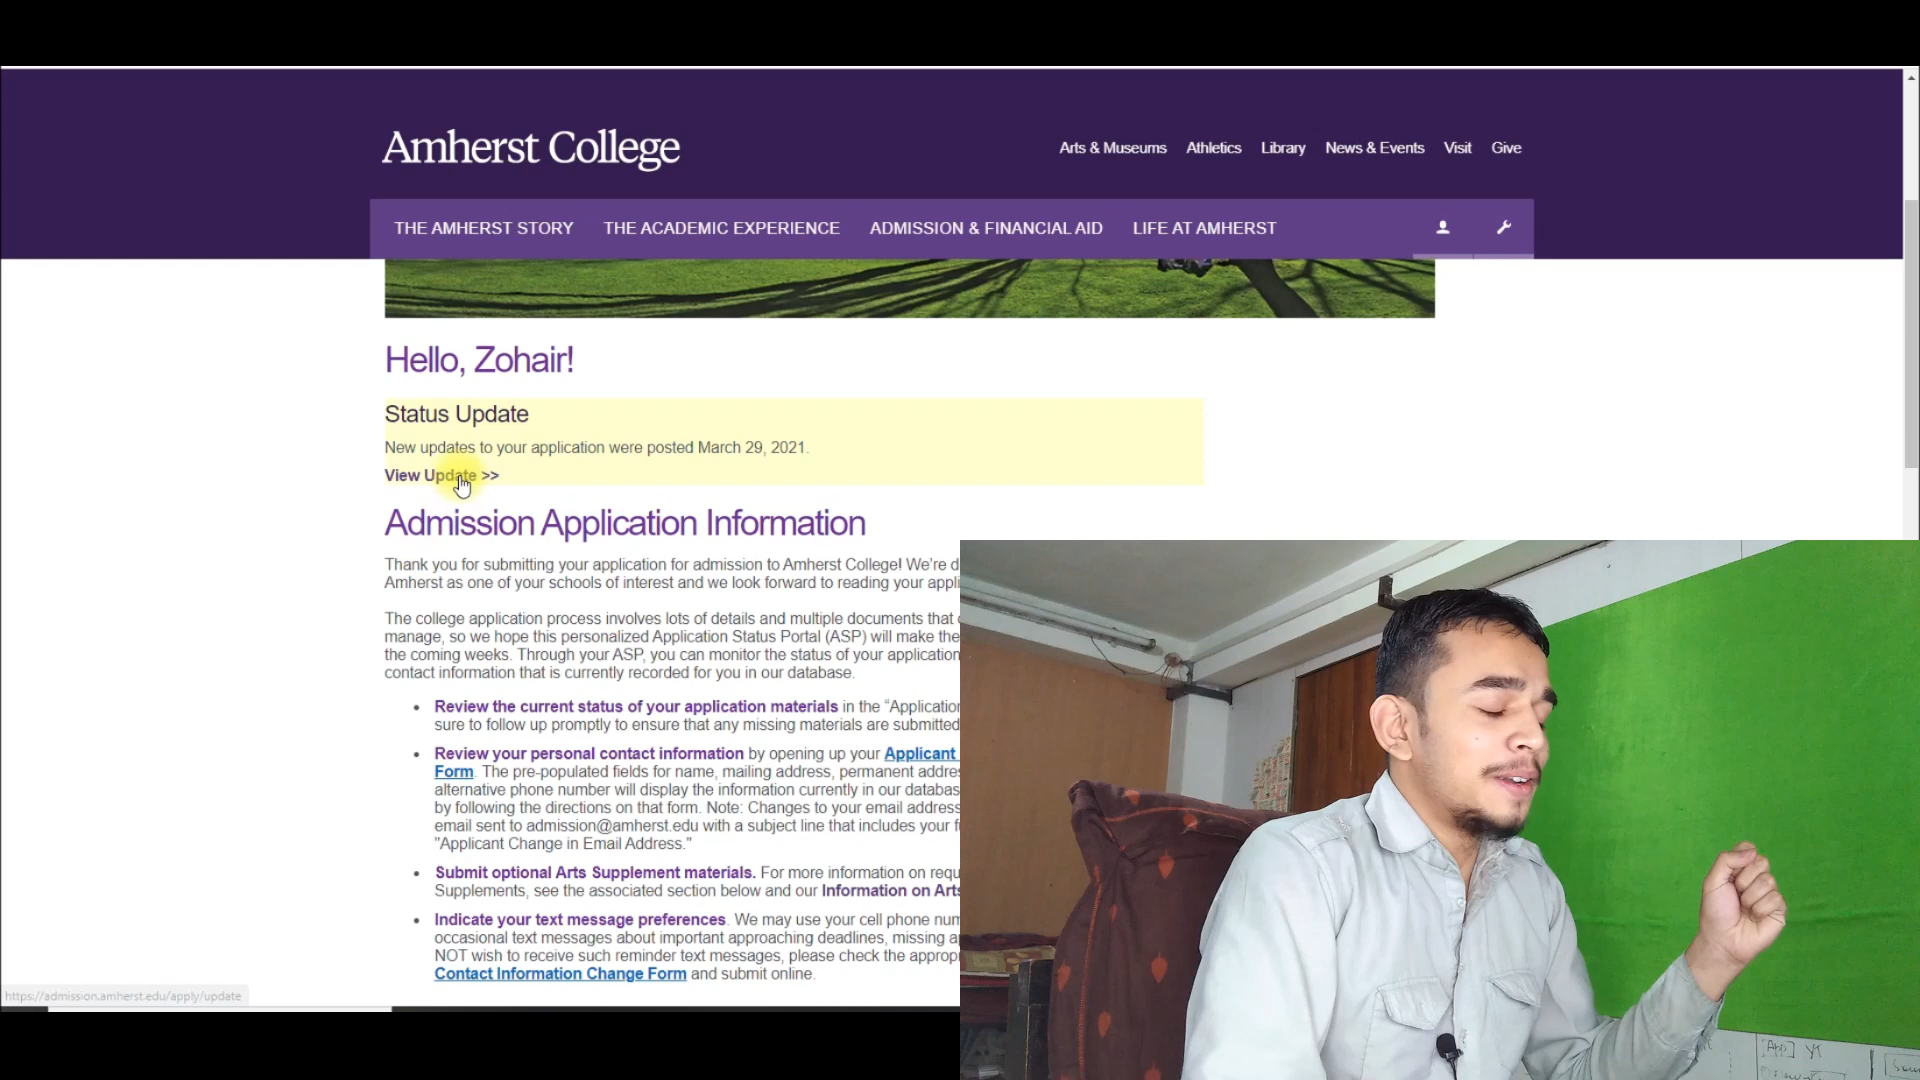 Amherst College
Arts & Museums Athletics Library News & Events Visit Give
THE AMHERST STORY THE ACADEMIC EXPERIENCE ADMISSION & FINANCIAL AID LIFE AT AMHERST
Hello, Zohair!
Status Update
New updates to your application were posted March 29, 2021.
View Update >>
Admission Application Information
Thank you for submitting your application for admission to Amherst College! We're d
Amherst as one of your schools of interest and we look forward to reading your appli
The college application process involves lots of details and multiple documents that
manage, so we hope this personalized Application Status Portal (ASP) will make the
the coming weeks. Through your ASP, you can monitor the status of your application
contact information that is currently recorded for you in our database.
• Review the current status of your application materials in the “Application
sure to follow up promptly to ensure that any missing materials are submitted
• Review your personal contact information by opening up your Applicant
Form. The pre-populated fields for name, mailing address, permanent addre
alternative phone number will display the information currently in our databas
by following the directions on that form. Note: Changes to your email address
email sent to admission@amherst.edu with a subject line that includes your f
"Applicant Change in Email Address."
• Submit optional Arts Supplement materials. For more information on requ
Supplements, see the associated section below and our Information on Arts
• Indicate your text message preferences. We may use your cell phone num
occasional text messages about important approaching deadlines, missing a
NOT wish to receive such reminder text messages, please check the approp
Contact Information Change Form and submit online.
https://admission.amherst.edu/apply/update
[App] YT